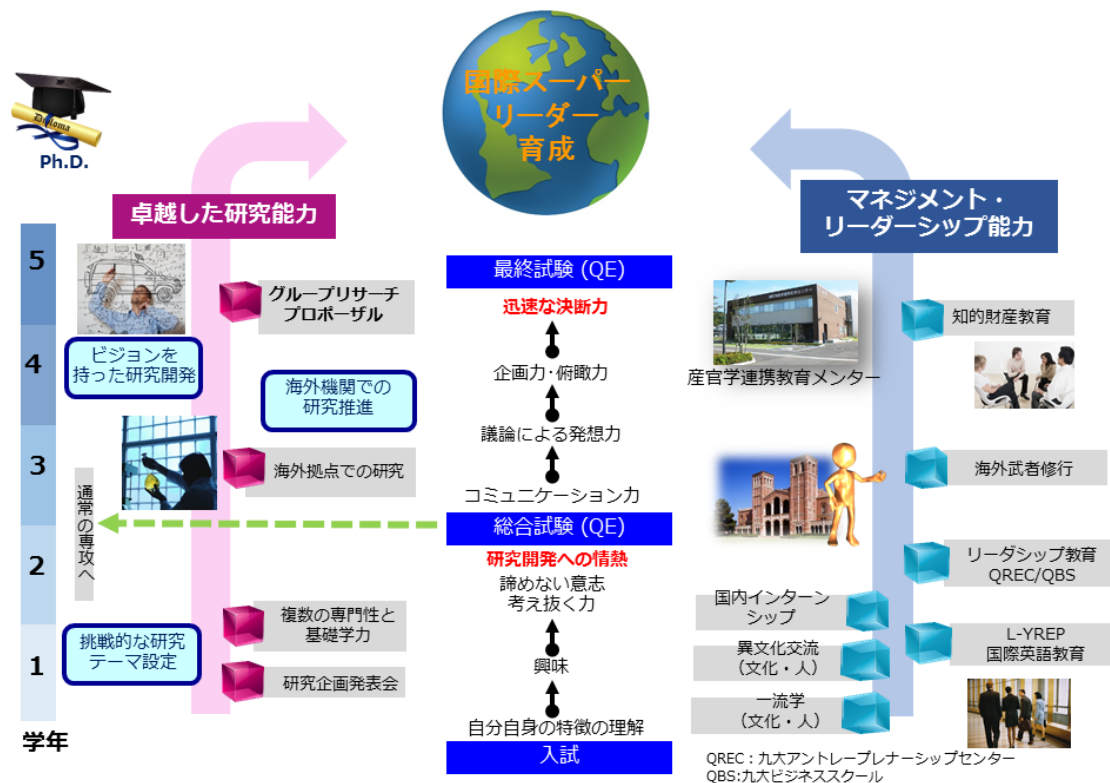 国際スーパー
リーダー
育成
Diploma
Ph.D.
卓越した研究能力
マネジメント・
リーダーシップ能力
5
4
3
2
1
学年
グループリサーチ
プロポーザル
ビジョンを
持った研究開発
海外機関での
研究推進
海外拠点での研究
通常の専攻へ
複数の専門性と
基礎学力
挑戦的な研究
テーマ設定
研究企画発表会
最終試験 (QE)
迅速な決断力
企画力・俯瞰力
議論による発想力
コミュニケーション力
総合試験 (QE)
研究開発への情熱
諦めない意志
考え抜く力
興味
自分自身の特徴の理解
入試
産官学連携教育メンター
知的財産教育
海外武者修行
リーダシップ教育
QREC/QBS
国内インターン
シップ
L-YREP
国際英語教育
異文化交流
（文化・人）
一流学
（文化・人）
QREC：九大アントレープレナーシップセンター
QBS:九大ビジネススクール